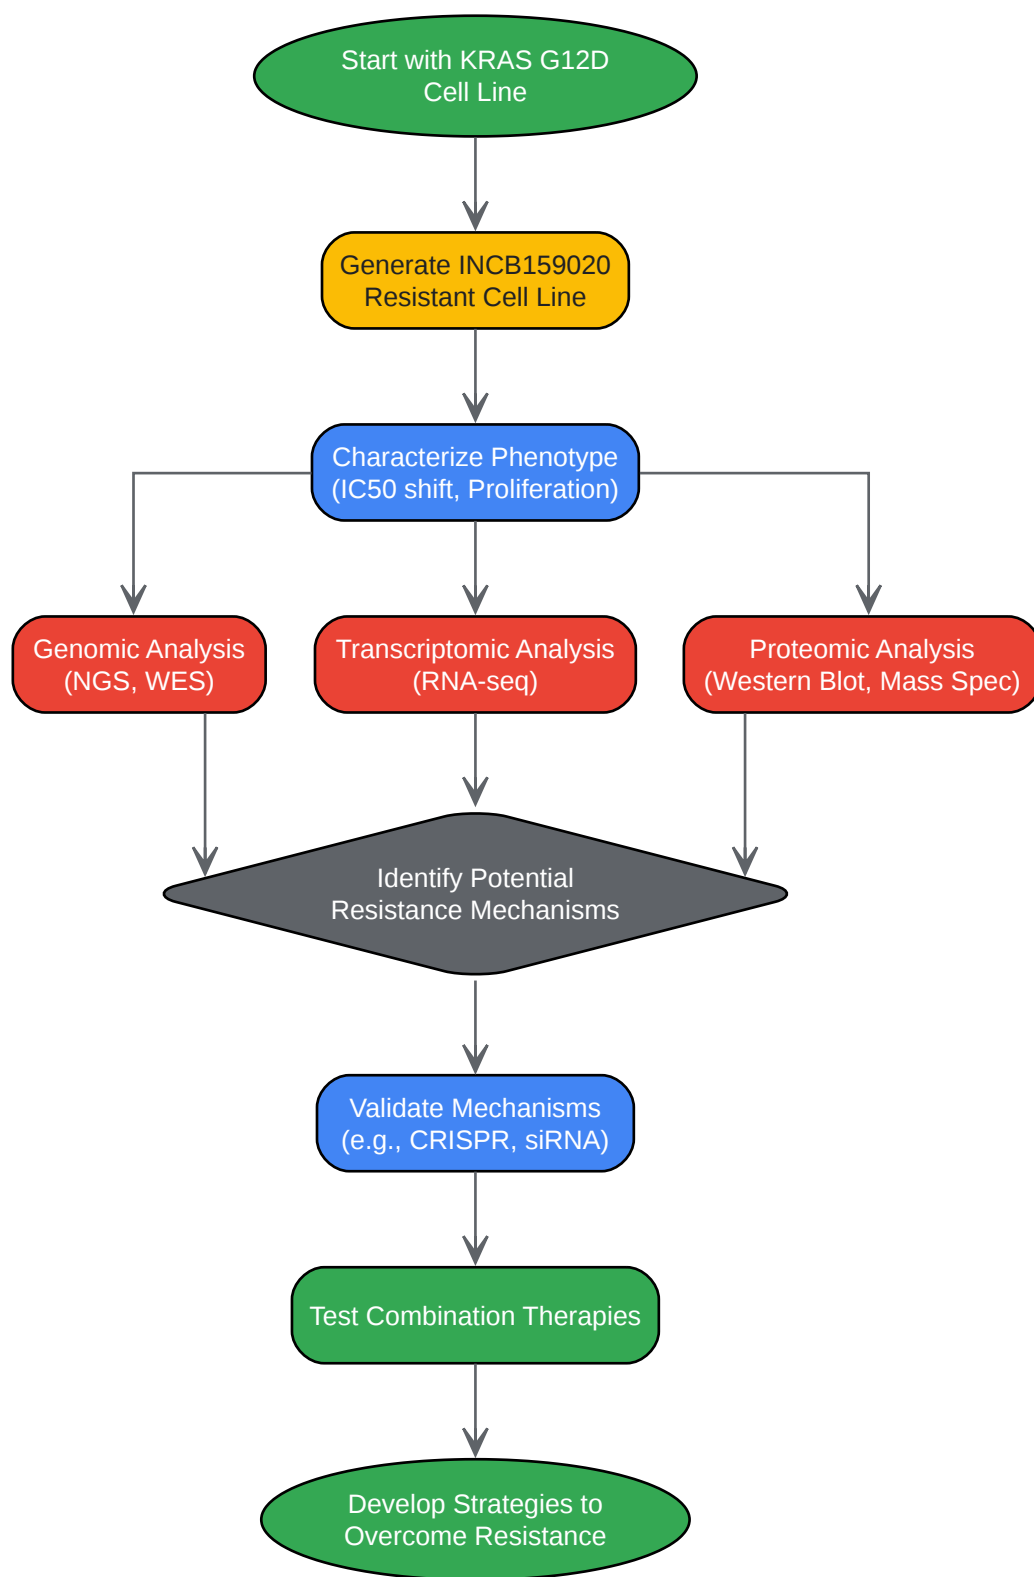 Start with KRAS G12D
Cell Line
Generate INCB159020
Resistant Cell Line
Characterize Phenotype
(IC50 shift, Proliferation)
Genomic Analysis
(NGS, WES)
Transcriptomic Analysis
(RNA-seq)
Proteomic Analysis
(Western Blot, Mass Spec)
Identify Potential
Resistance Mechanisms
Validate Mechanisms
(e.g., CRISPR, siRNA)
Test Combination Therapies
Develop Strategies to
Overcome Resistance